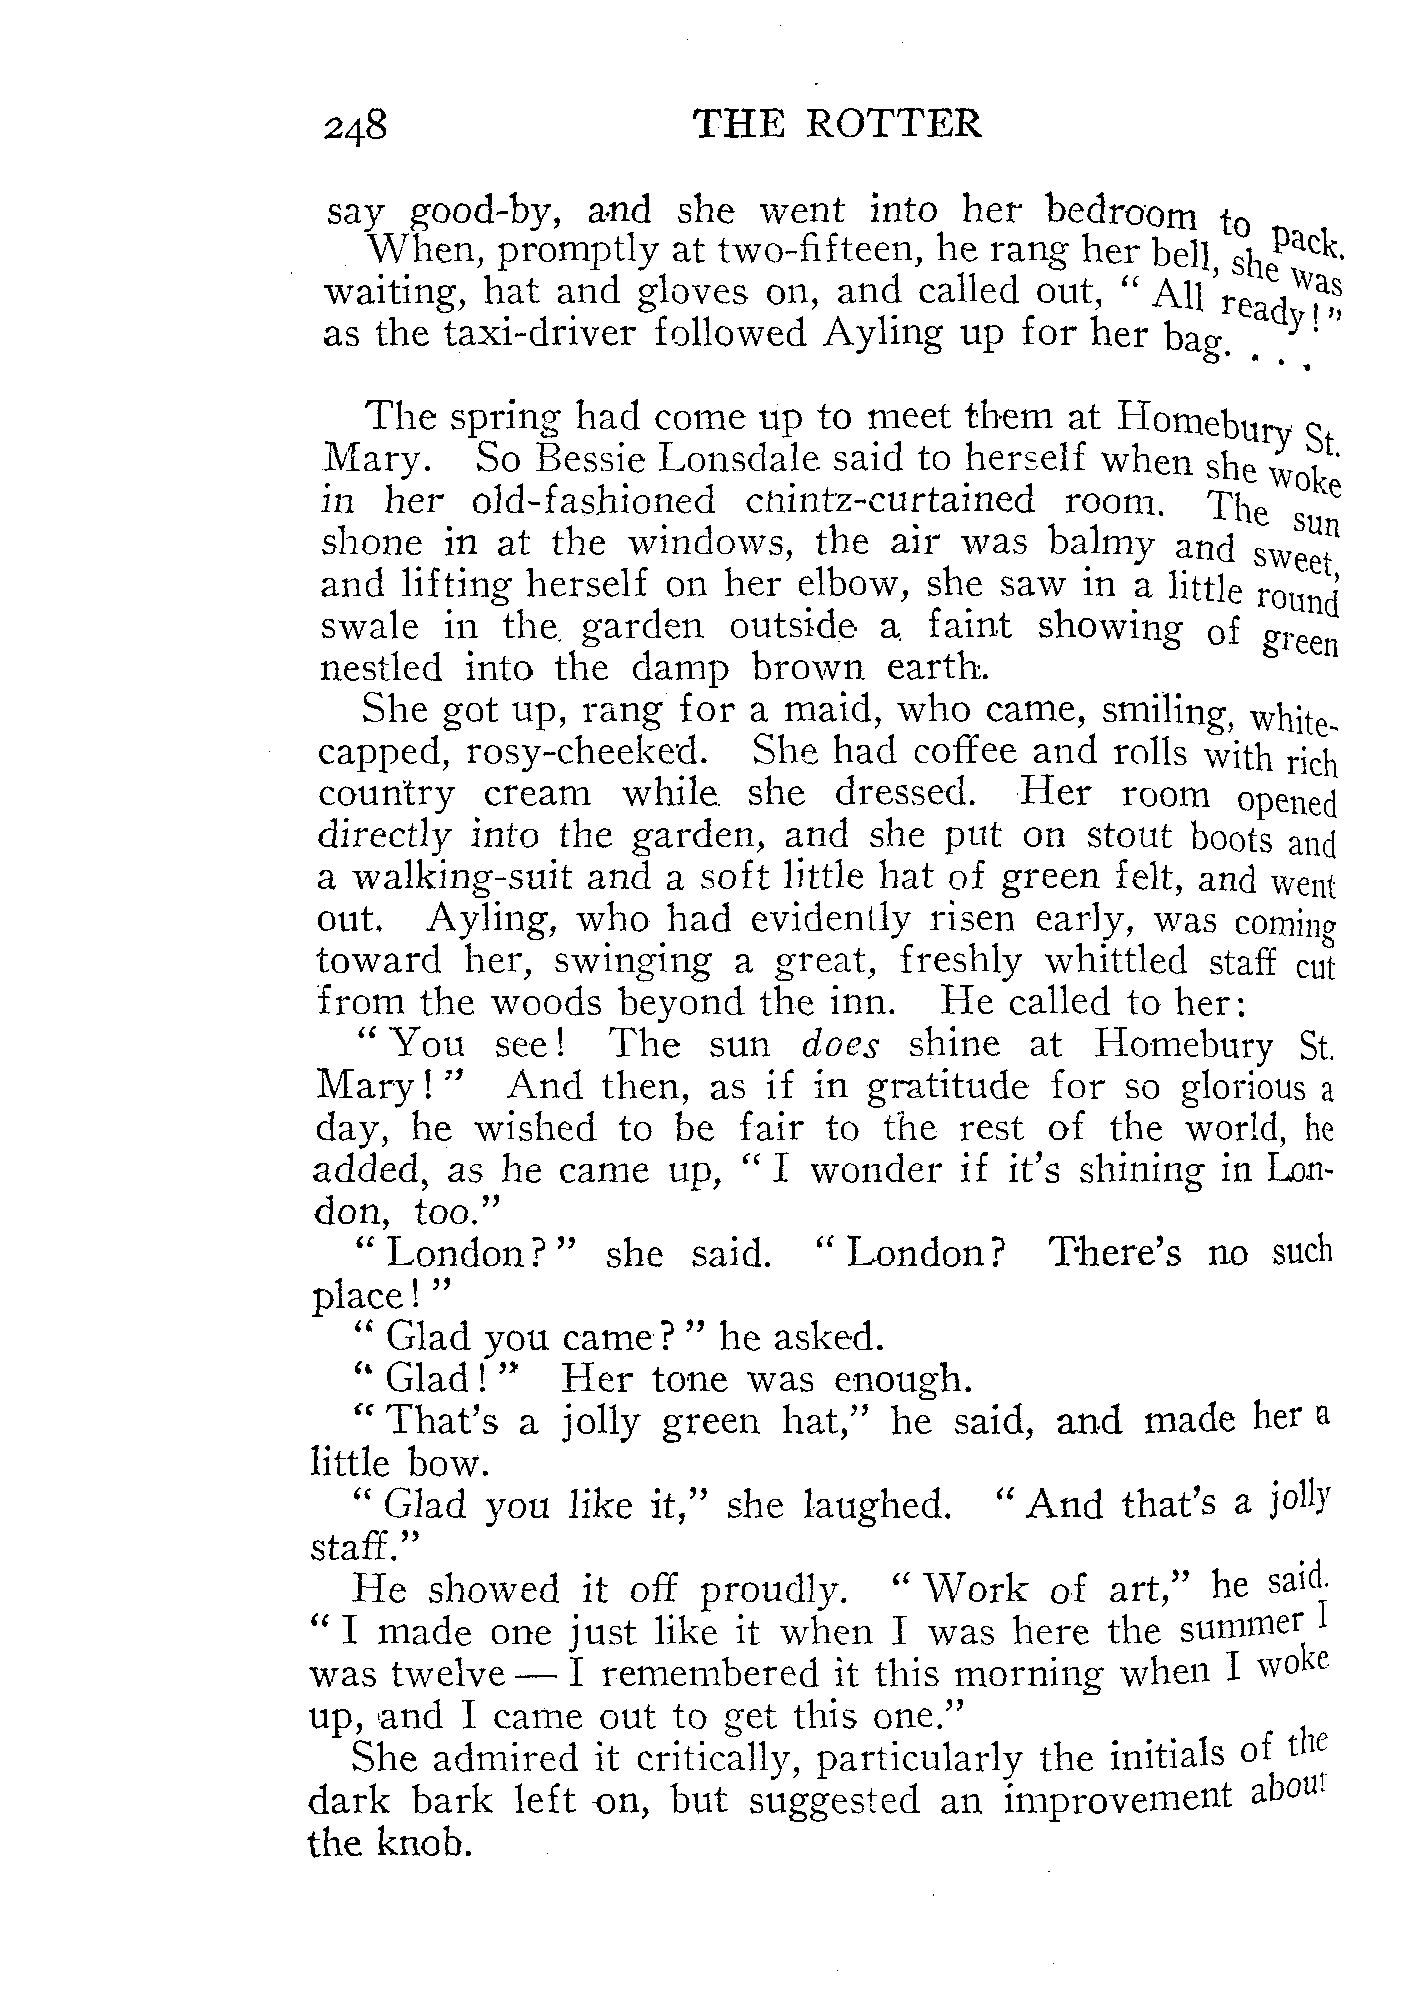 248 THE ROTTER
say good-by, and she went into her bedroom to pack.
When, promptly at two-fifteen, he rang her bell, she was
waiting, hat and gloves on, and called out, “ All ready! ”
as the taxi-driver followed Ayling up for her bag. . . .
The spring had come up to meet them at Homebury St.
Mary. So Bessie Lonsdale said to herself when she woke
in her old-fashioned chintz-curtained room. The sun
shone in at the windows, the air was balmy and sweet,
and lifting herself on her elbow, she saw in a little round
swale in the garden outside a faint showing of green
nestled into the damp brown earth.
She got up, rang for a maid, who came, smiling, white-
capped, rosy-cheeked. She had coffee and rolls with rich
country cream while she dressed. Her room opened
directly into the garden, and she put on stout boots and
a walking-suit and a soft little hat of green felt, and went
out. Ayling, who had evidently risen early, was coming
toward her, swinging a great, freshly whittled staff cut
from the woods beyond the inn. He called to her:
“ You see! The sun does shine at Homebury St.
Mary! ” And then, as if in gratitude for so glorious a
day, he wished to be fair to the rest of the world, he
added, as he came up, “ I wonder if it’s shining in Lon-
don, too.”
“ London? ” she said. “ London? There’s no such
place! ”
“ Glad you came? ” he asked.
“ Glad! ” Her tone was enough.
“ That’s a jolly green hat,” he said, and made her a
little bow.
“ Glad you like it,” she laughed. “ And that’s a jolly
staff.”
He showed it off proudly. “ Work of art,” he said.
“ I made one just like it when I was here the summer I
was twelve — I remembered it this morning when I woke
up, and I came out to get this one.”
She admired it critically, particularly the initials of the
dark bark left on, but suggested an improvement about
the knob.